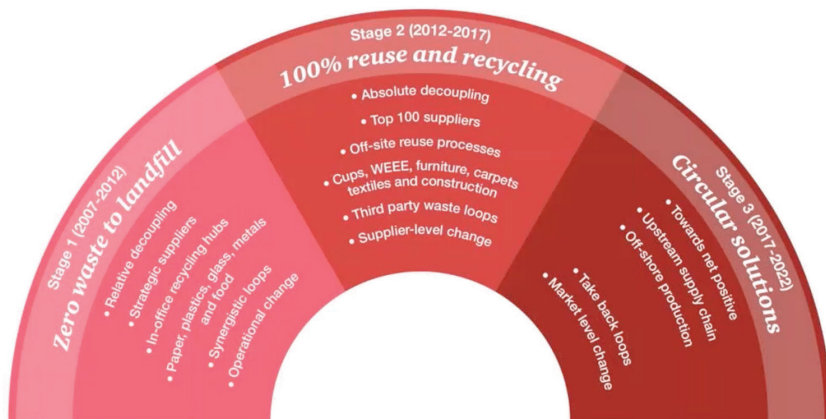 Stage 1 (2007-2012)
Zero waste to landfill
• Relative decoupling
• Strategic suppliers
• In-office recycling hubs
• Paper, plastics, glass, metals
and food
• Synergistic loops
• Operational change
Stage 2 (2012-2017)
100% reuse and recycling
• Absolute decoupling
• Top 100 suppliers
• Off-site reuse processes
• Cups, WEEE, furniture, carpets
textiles and construction
• Third party waste loops
• Supplier-level change
Stage 3 (2017-2022)
Circular solutions
• Towards net positive
• Upstream supply chain
• Off-shore production
• Take back loops
• Market level change